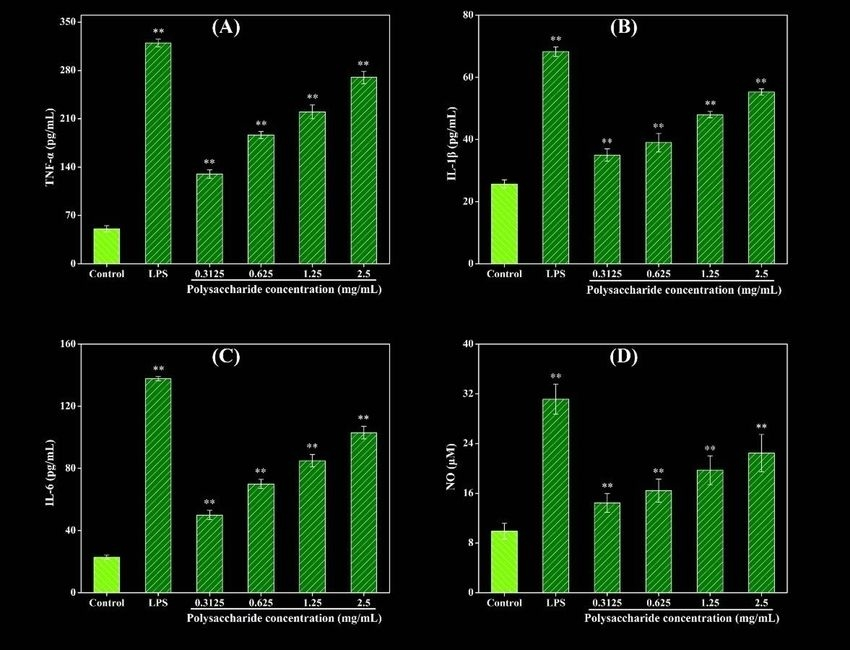 (A)
TNF-α (pg/mL)
350
280
210
140
70
0
**
**
**
**
**
Control LPS 0.3125 0.625 1.25 2.5
Polysaccharide concentration (mg/mL)
(B)
IL-1β (pg/mL)
80
60
40
20
0
**
**
**
**
**
Control LPS 0.3125 0.625 1.25 2.5
Polysaccharide concentration (mg/mL)
(C)
IL-6 (pg/mL)
160
120
80
40
0
**
**
**
**
**
Control LPS 0.3125 0.625 1.25 2.5
Polysaccharide concentration (mg/mL)
(D)
NO (μM)
40
32
24
16
8
0
**
**
**
**
**
Control LPS 0.3125 0.625 1.25 2.5
Polysaccharide concentration (mg/mL)